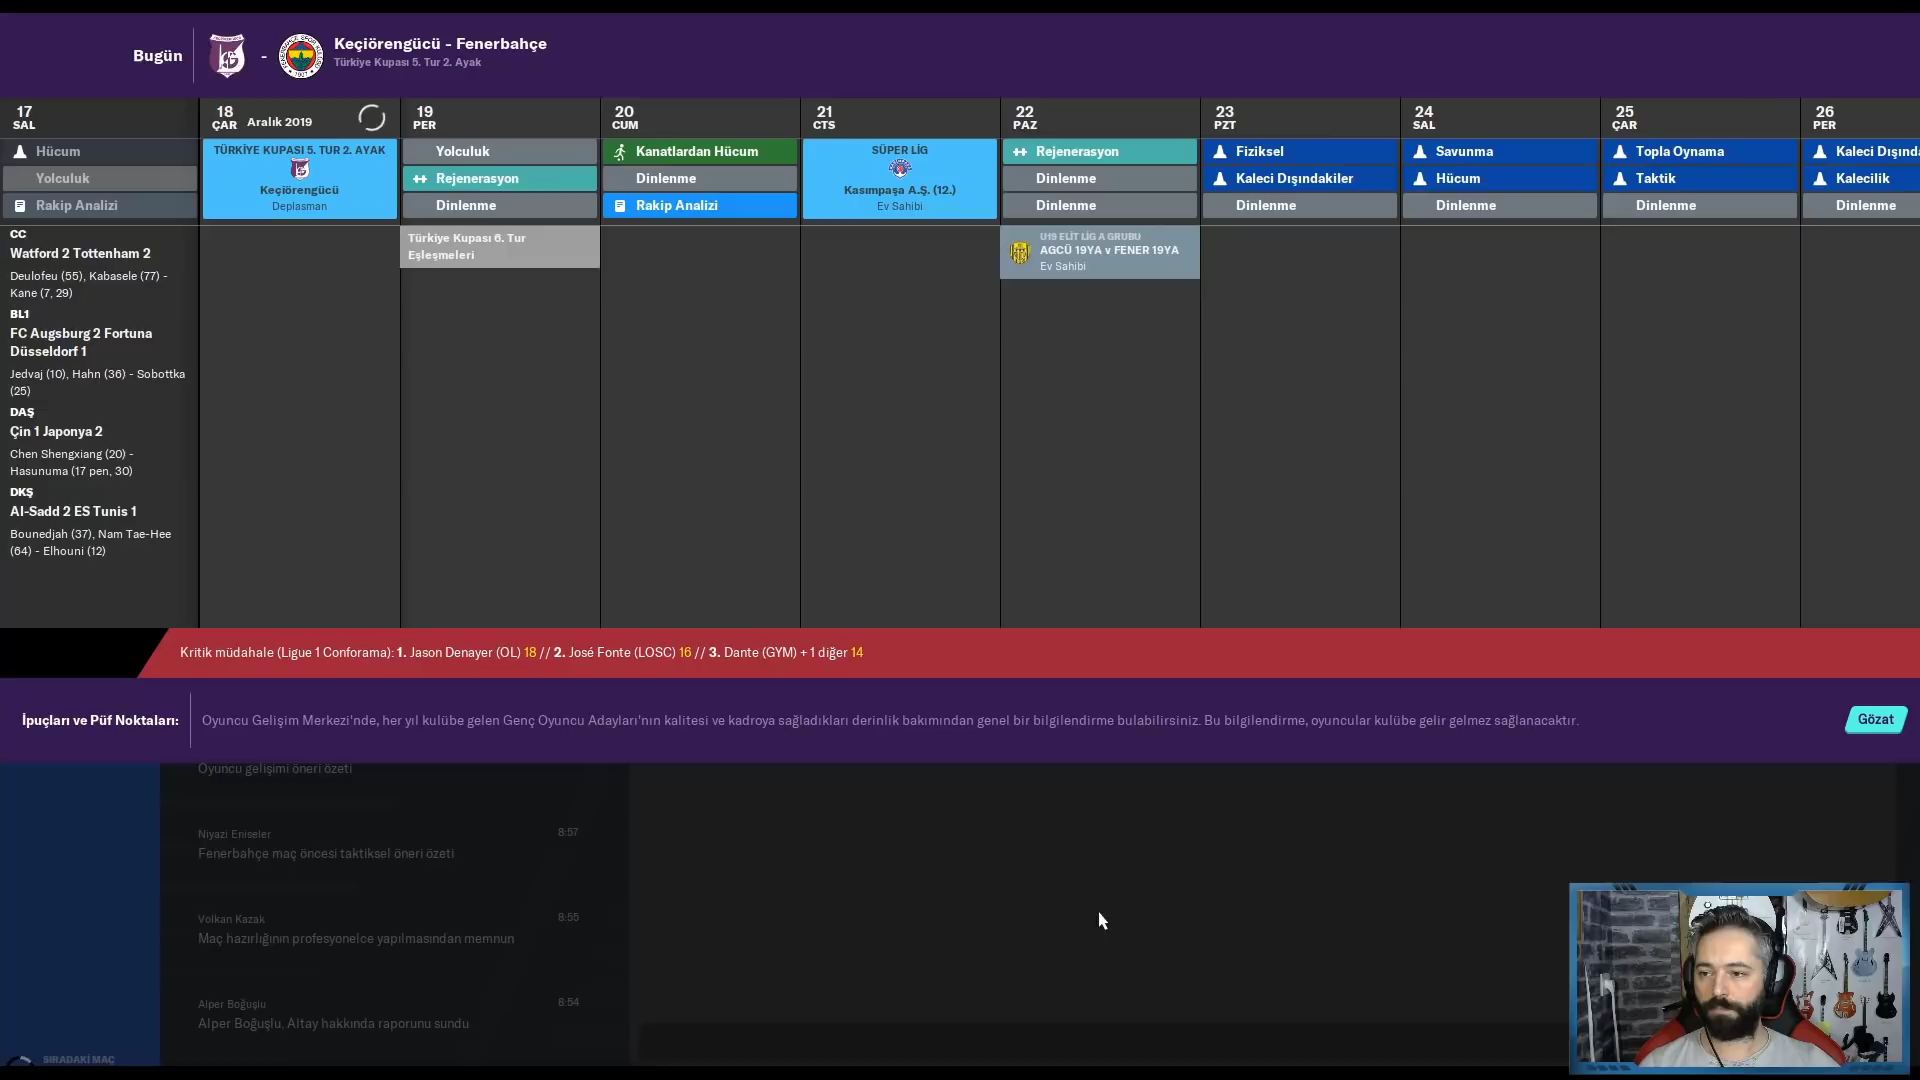 Bugün
-
Keçiörengücü - Fenerbahçe
Türkiye Kupası 5. Tur 2. Ayak
17
SAL
18
ÇAR
Aralık 2019
19
PER
20
CUM
21
CTS
22
PAZ
23
PZT
24
SAL
25
ÇAR
26
PER
Hücum
Yolculuk
Rakip Analizi
TÜRKİYE KUPASI 5. TUR 2. AYAK
Keçiörengücü
Deplasman
Yolculuk
Rejenerasyon
Dinlenme
Kanatlardan Hücum
Dinlenme
Rakip Analizi
SÜPER LİG
Kasımpaşa A.Ş. (12.)
Ev Sahibi
Rejenerasyon
Dinlenme
Dinlenme
Fiziksel
Kaleci Dışındakiler
Dinlenme
Savunma
Hücum
Dinlenme
Topla Oynama
Taktik
Dinlenme
Kaleci Dışında
Kalecilik
Dinlenme
CC
Watford 2 Tottenham 2
Deulofeu (55), Kabasele (77) -
Kane (7, 29)
BL1
FC Augsburg 2 Fortuna
Düsseldorf 1
Jedvaj (10), Hahn (36) - Sobottka
(25)
DAŞ
Çin 1 Japonya 2
Chen Shengxiang (20) -
Hasunuma (17 pen, 30)
DKŞ
Al-Sadd 2 ES Tunis 1
Bounedjah (37), Nam Tae-Hee
(64) - Elhouni (12)
Türkiye Kupası 6. Tur
Eşleşmeleri
U19 ELİT LİG A GRUBU
AGCÜ 19YA v FENER 19YA
Ev Sahibi
Kritik müdahale (Ligue 1 Conforama): 1. Jason Denayer (OL) 18 // 2. José Fonte (LOSC) 16 // 3. Dante (GYM) + 1 diğer 14
İpuçları ve Püf Noktaları:
Oyuncu Gelişim Merkezi'nde, her yıl kulübe gelen Genç Oyuncu Adayları'nın kalitesi ve kadroya sağladıkları derinlik bakımından genel bir bilgilendirme bulabilirsiniz. Bu bilgilendirme, oyuncular kulübe gelir gelmez sağlanacaktır.
Gözat
Oyuncu gelişimi öneri özeti
Niyazi Eniseler
8:57
Fenerbahçe maç öncesi taktiksel öneri özeti
Volkan Kazak
8:55
Maç hazırlığının profesyonelce yapılmasından memnun
Alper Boğuşlu
8:54
Alper Boğuşlu, Altay hakkında raporunu sundu
SIRADAKİ MAÇ